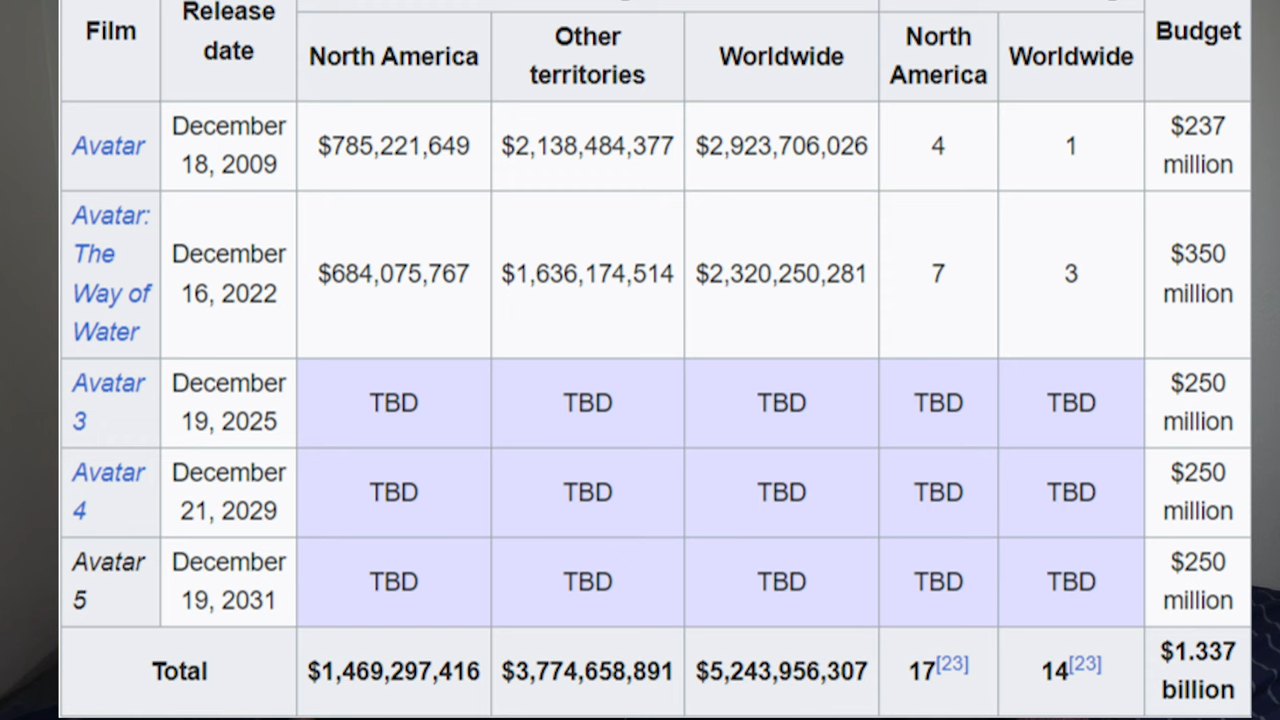 Film
Release
date
North America
Other
territories
Worldwide
North
America
Worldwide
Budget
Avatar
December
18, 2009
$785,221,649
$2,138,484,377
$2,923,706,026
4
1
$237
million
Avatar:
The
Way of
Water
December
16, 2022
$684,075,767
$1,636,174,514
$2,320,250,281
7
3
$350
million
Avatar
3
December
19, 2025
TBD
TBD
TBD
TBD
TBD
$250
million
Avatar
4
December
21, 2029
TBD
TBD
TBD
TBD
TBD
$250
million
Avatar
5
December
19, 2031
TBD
TBD
TBD
TBD
TBD
$250
million
Total
$1,469,297,416
$3,774,658,891
$5,243,956,307
17[23]
14[23]
$1.337
billion